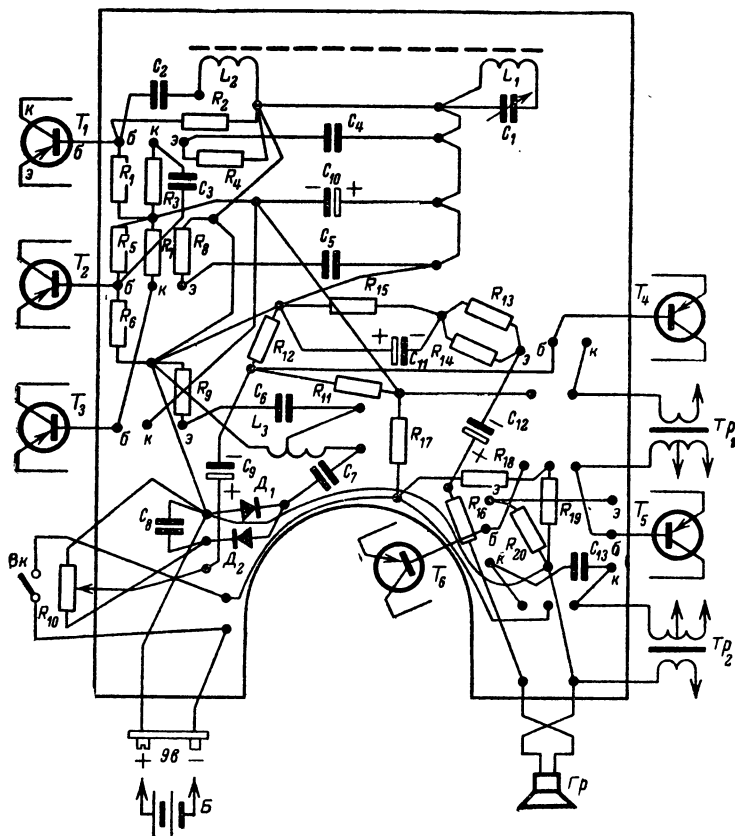 C₂ L₂ L₁
R₂ C₁
К T₁ б К э C₄
б
Э R₁ R₃ C₃ R₄
− C₁₀ +
R₅ R₇ R₈ C₅
T₂ б К э
R₆ R₁₅ R₁₃ T₄
R₁₂ + − C₁₁ R₁₄ э б К
R₉ C₆ R₁₁
T₃ б К э L₃ R₁₇ − C₁₂ Тр₁
− C₉ C₇ + R₁₈
+ Д₁ э R₁₉ э T₅
C₈ Д₂ R₁₆ б R₂₀ б
Вк T₆ К C₁₃ К
R₁₀
Тр₂
+ 9в −
Б Гр